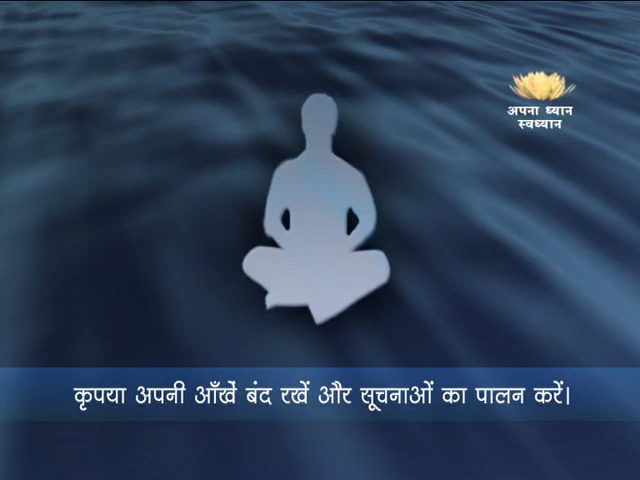 अपना ध्यान
स्वध्यान
कृपया अपनी आँखें बंद रखें और सूचनाओं का पालन करें।